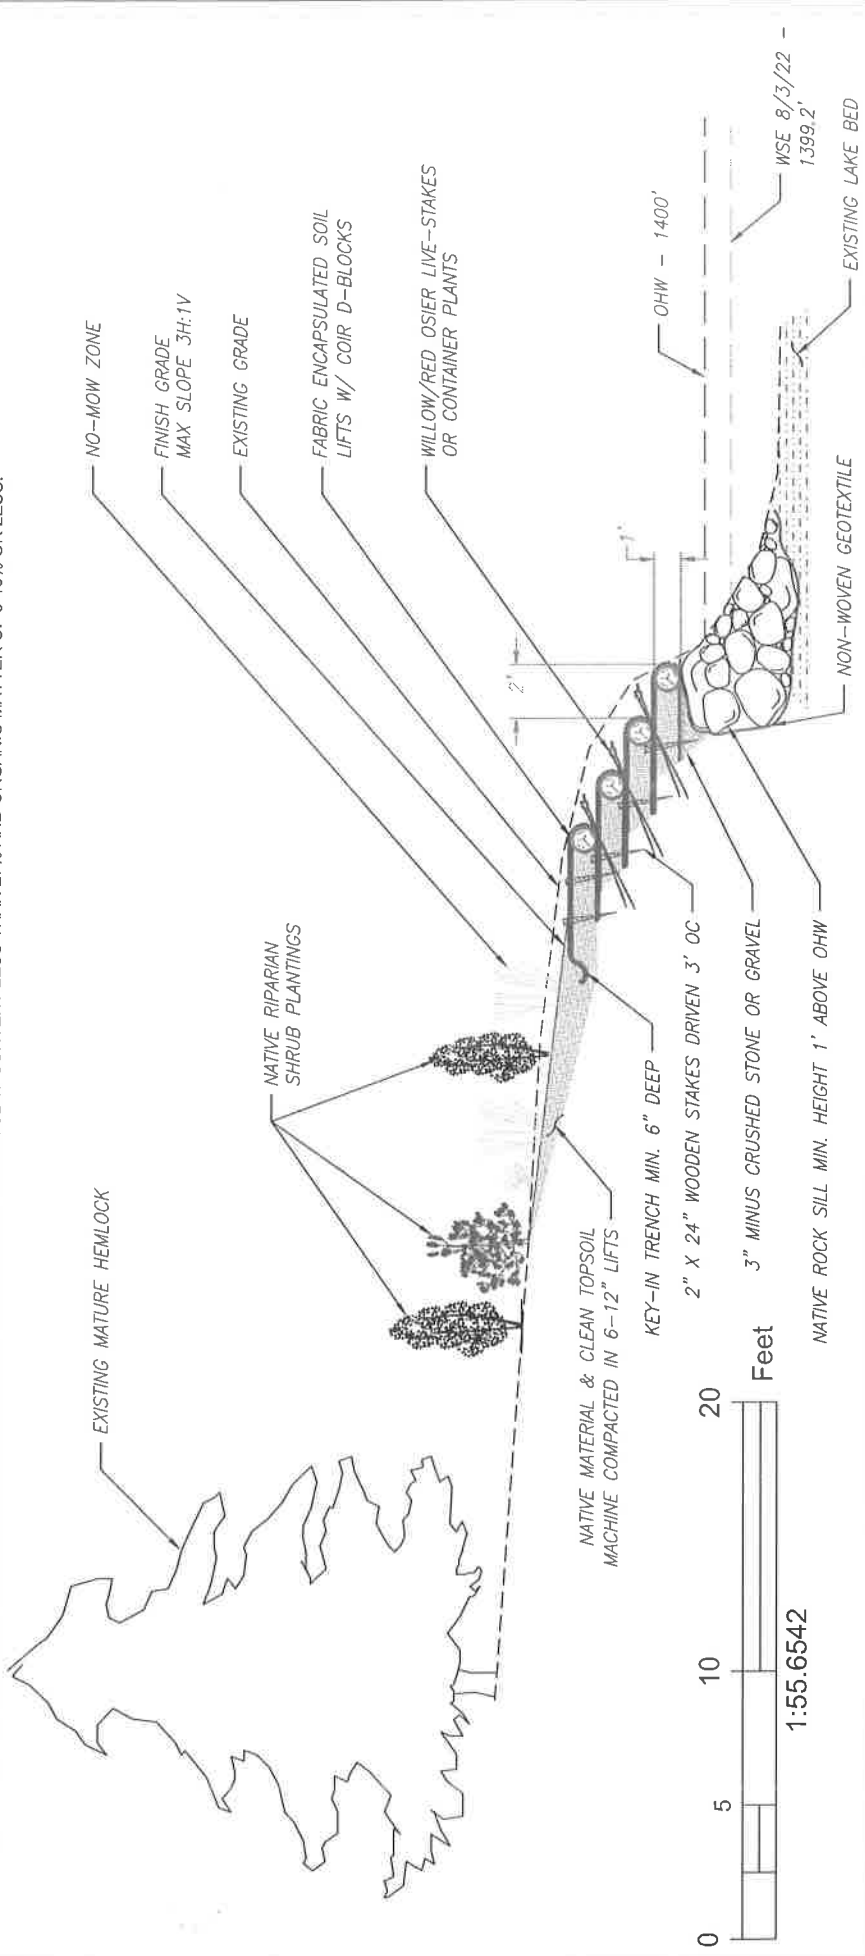 EXISTING MATURE HEMLOCK
NATIVE RIPARIAN
SHRUB PLANTINGS
NO-MOW ZONE
FINISH GRADE
MAX SLOPE 3H:1V
EXISTING GRADE
FABRIC ENCAPSULATED SOIL
LIFTS W/ COIR D-BLOCKS
WILLOW/RED OSIER LIVE-STAKES
OR CONTAINER PLANTS
2'
1'
OHW - 1400'
WSE 8/3/22 -
1399.2'
EXISTING LAKE BED
NON-WOVEN GEOTEXTILE
NATIVE MATERIAL & CLEAN TOPSOIL
MACHINE COMPACTED IN 6-12" LIFTS
KEY-IN TRENCH MIN. 6" DEEP
2" X 24" WOODEN STAKES DRIVEN 3' OC
3" MINUS CRUSHED STONE OR GRAVEL
NATIVE ROCK SILL MIN. HEIGHT 1' ABOVE OHW
0 5 10 20
Feet
1:55.6542